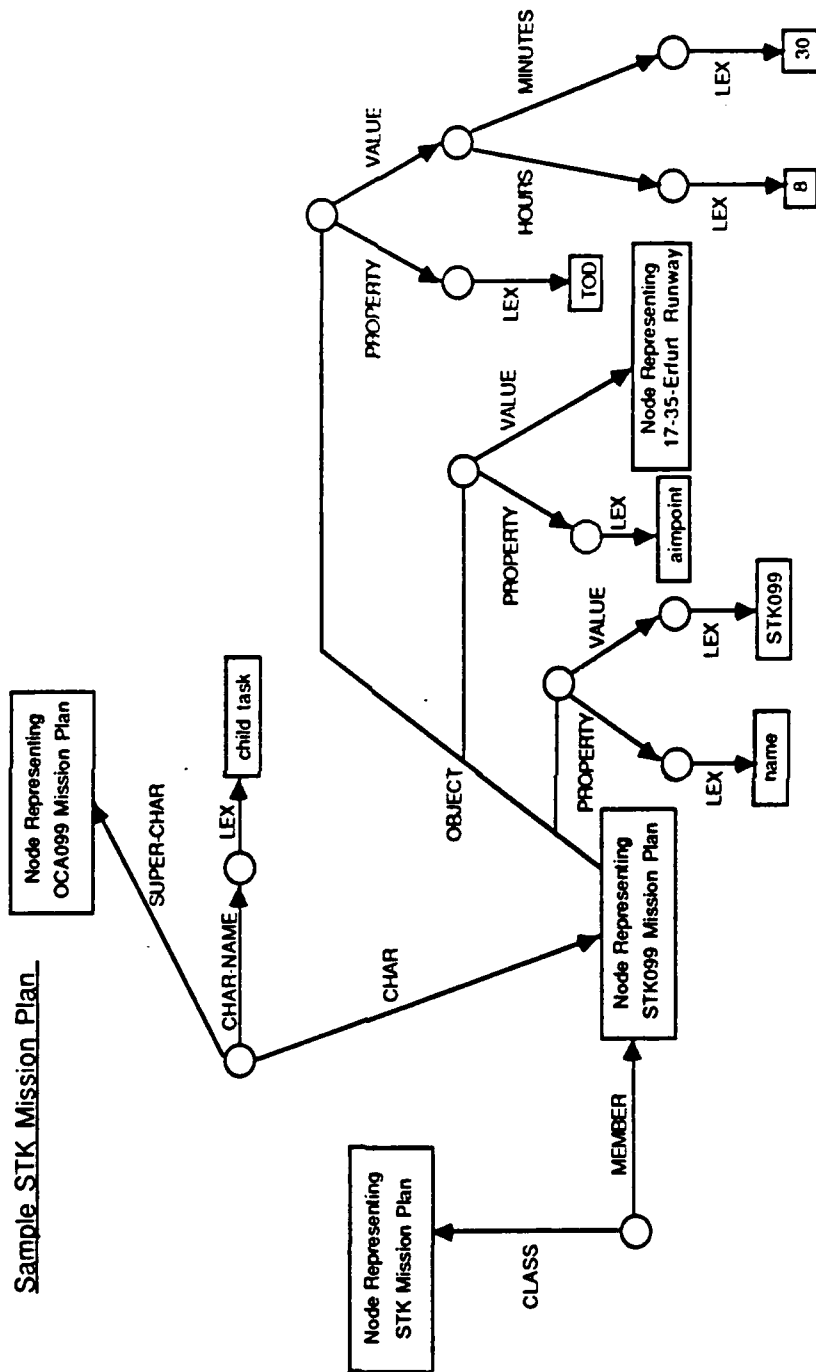 Sample STK Mission Plan
Node Representing
OCA099 Mission Plan
SUPER-CHAR
CHAR-NAME
LEX
child task
CHAR
Node Representing
STK Mission Plan
CLASS
MEMBER
Node Representing
STK099 Mission Plan
OBJECT
PROPERTY
VALUE
LEX
name
LEX
STK099
PROPERTY
VALUE
LEX
aimpoint
Node Representing
17-35-Erfurt Runway
PROPERTY
VALUE
LEX
TOD
HOURS
MINUTES
LEX
8
LEX
30